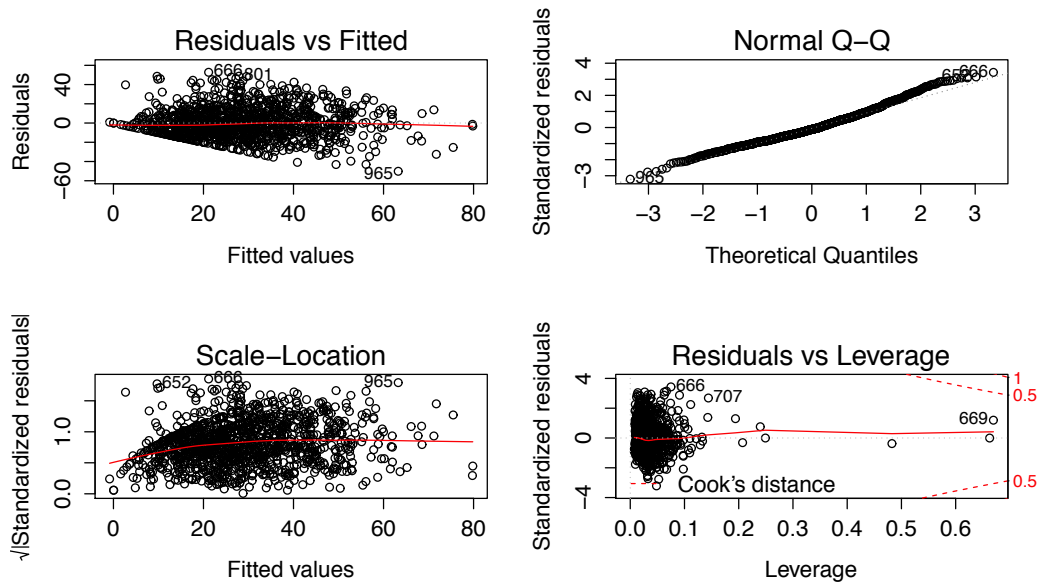 Residuals vs Fitted
Residuals
40
0
−60
666
801
965
0 20 40 60 80
Fitted values
Normal Q−Q
Standardized residuals
4
2
0
−3
666
965
−3 −2 −1 0 1 2 3
Theoretical Quantiles
Scale−Location
√|Standardized residuals|
1.0
0.0
652
666
965
0 20 40 60 80
Fitted values
Residuals vs Leverage
Standardized residuals
4
0
−4
666
707
669
1
0.5
0.5
Cook's distance
0.0 0.1 0.2 0.3 0.4 0.5 0.6
Leverage